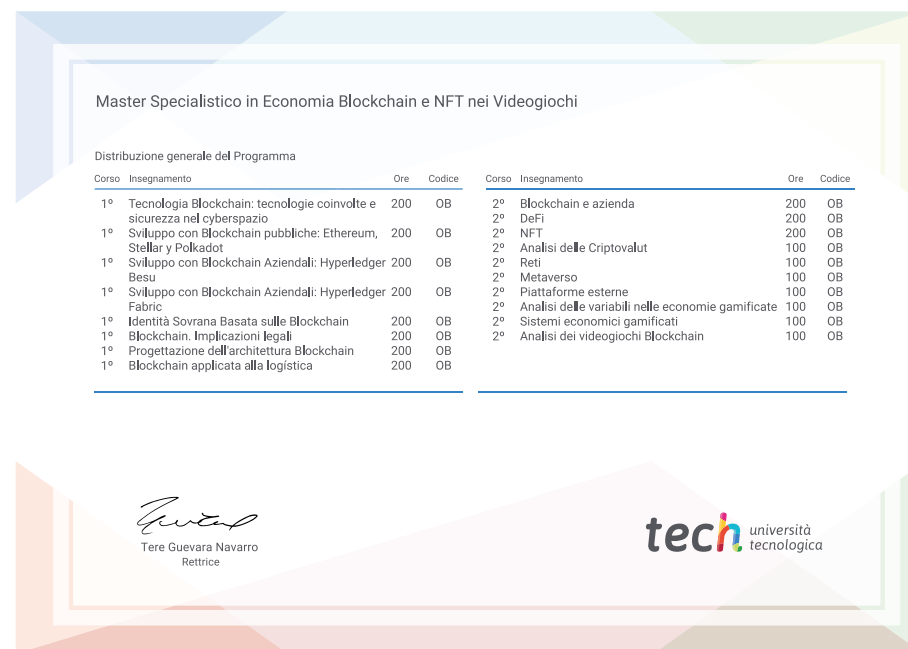 Master Specialistico in Economia Blockchain e NFT nei Videogiochi
Distribuzione generale del Programma
Corso Insegnamento Ore Codice
1º Tecnologia Blockchain: tecnologie coinvolte e 200 OB
sicurezza nel cyberspazio
1º Sviluppo con Blockchain pubbliche: Ethereum, 200 OB
Stellar y Polkadot
1º Sviluppo con Blockchain Aziendali: Hyperledger 200 OB
Besu
1º Sviluppo con Blockchain Aziendali: Hyperledger 200 OB
Fabric
1º Identità Sovrana Basata sulle Blockchain 200 OB
1º Blockchain. Implicazioni legali 200 OB
1º Progettazione dell'architettura Blockchain 200 OB
1º Blockchain applicata alla logística 200 OB
Corso Insegnamento Ore Codice
2º Blockchain e azienda 200 OB
2º DeFi 200 OB
2º NFT 200 OB
2º Analisi delle Criptovalut 100 OB
2º Reti 100 OB
2º Metaverso 100 OB
2º Piattaforme esterne 100 OB
2º Analisi delle variabili nelle economie gamificate 100 OB
2º Sistemi economici gamificati 100 OB
2º Analisi dei videogiochi Blockchain 100 OB
Tere Guevara Navarro
Rettrice
tech università
tecnologica